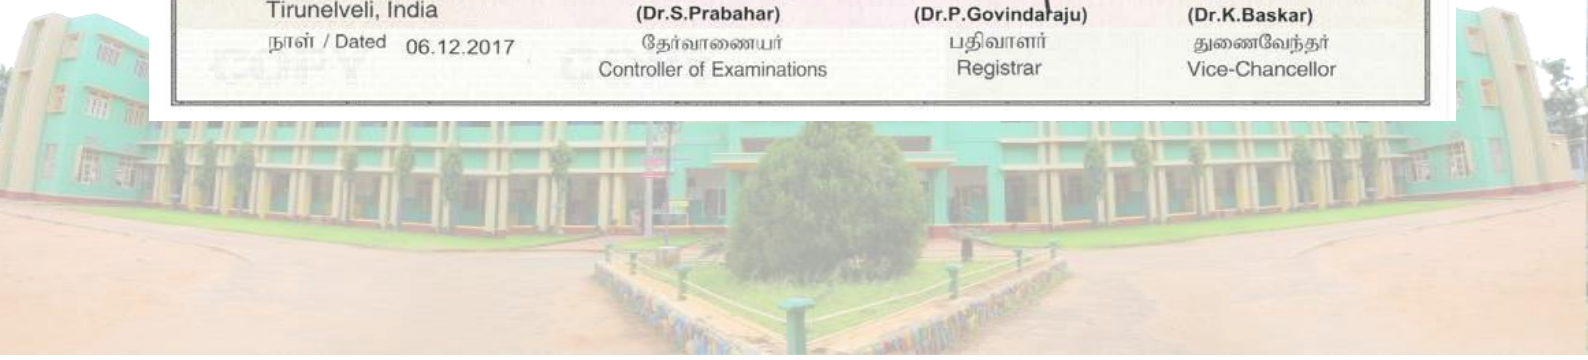 Tirunelveli, India
நாள் / Dated 06.12.2017
(Dr.S.Prabahar)
தேர்வாணையர்
Controller of Examinations
(Dr.P.Govindaraju)
பதிவாளர்
Registrar
(Dr.K.Baskar)
துணைவேந்தர்
Vice-Chancellor